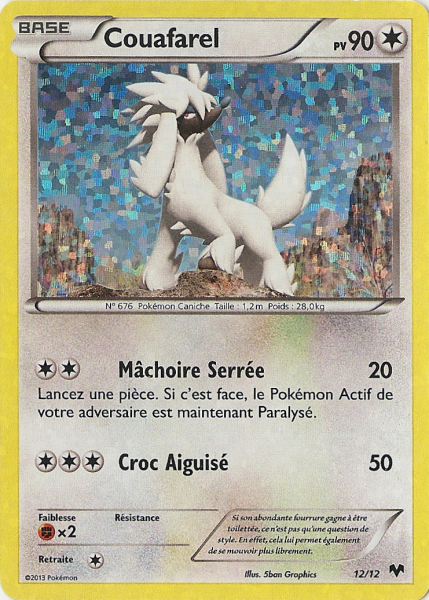 BASE
Couafarel
PV 90
N° 676 Pokémon Caniche Taille : 1,2m Poids : 28,0kg
Mâchoire Serrée 20
Lancez une pièce. Si c'est face, le Pokémon Actif de
votre adversaire est maintenant Paralysé.
Croc Aiguisé 50
Faiblesse Résistance
×2
Retraite
Si son abondante fourrure gagne à être
toilettée, ce n'est pas qu'une question de
style. En effet, cela lui permet également
de se mouvoir plus librement.
©2013 Pokémon Illus. 5ban Graphics 12/12